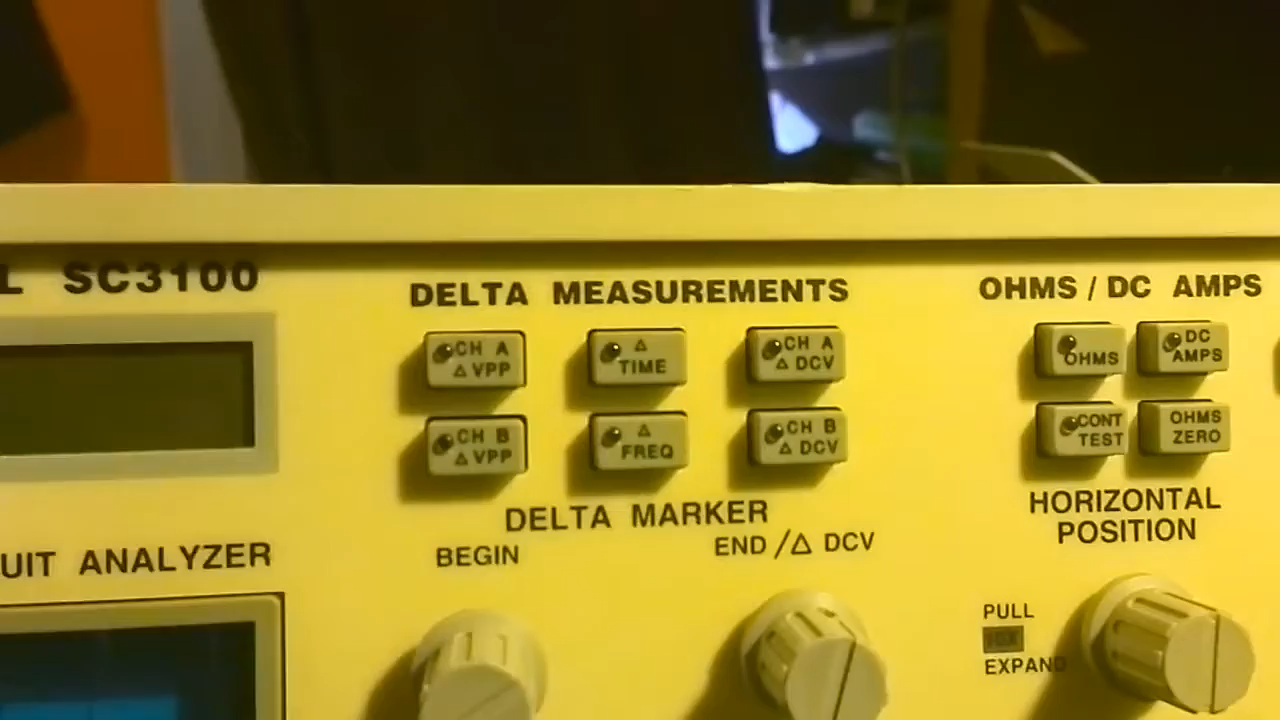 L SC3100
DELTA MEASUREMENTS
OHMS / DC AMPS
CH A
Δ VPP
Δ
TIME
CH A
Δ DCV
OHMS
DC
AMPS
CH B
Δ VPP
Δ
FREQ
CH B
Δ DCV
CONT
TEST
OHMS
ZERO
DELTA MARKER
HORIZONTAL
POSITION
UIT ANALYZER
BEGIN
END /Δ DCV
PULL
EXPAND